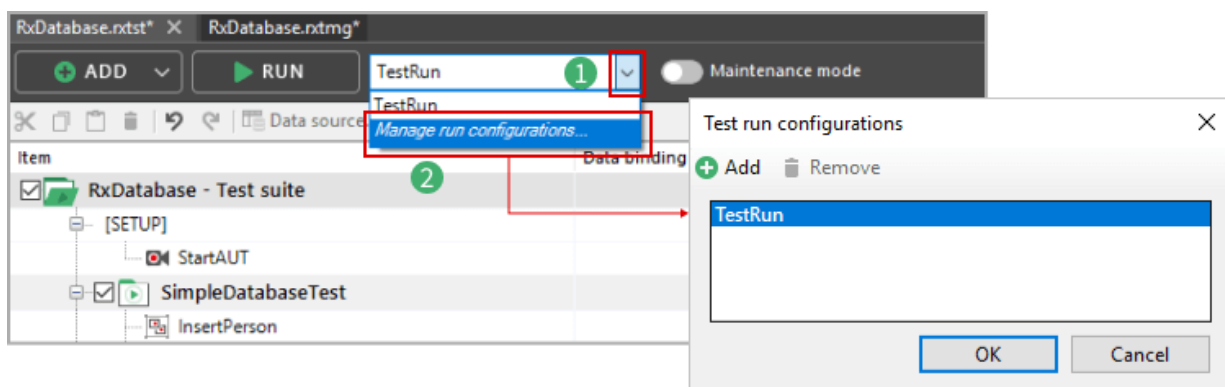 RxDatabase.rxtst* RxDatabase.rxtmg*
ADD RUN TestRun 1 Maintenance mode
TestRun
Data source
Manage run configurations...
Item Data binding
2
RxDatabase - Test suite
[SETUP]
StartAUT
SimpleDatabaseTest
InsertPerson
Test run configurations
Add Remove
TestRun
OK Cancel